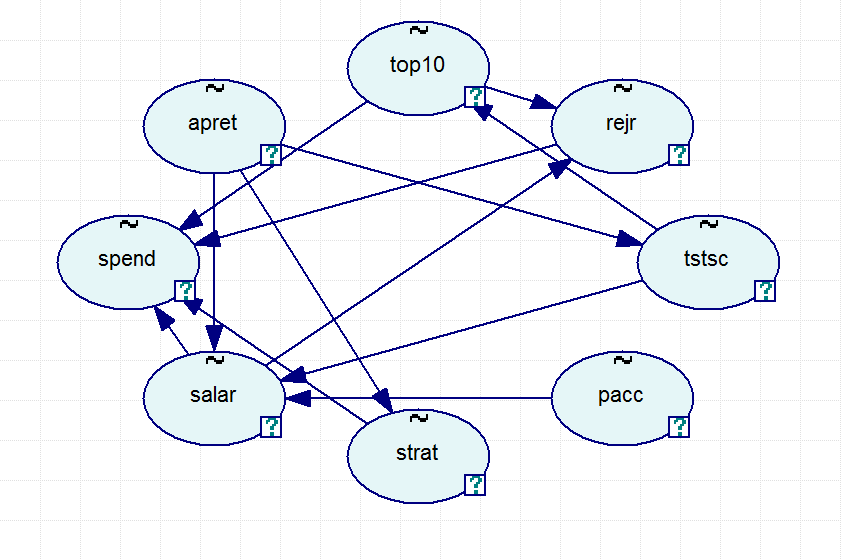 ~
top10
?
~
apret
?
~
rejr
?
~
spend
?
~
tstsc
?
~
salar
?
~
pacc
?
~
strat
?